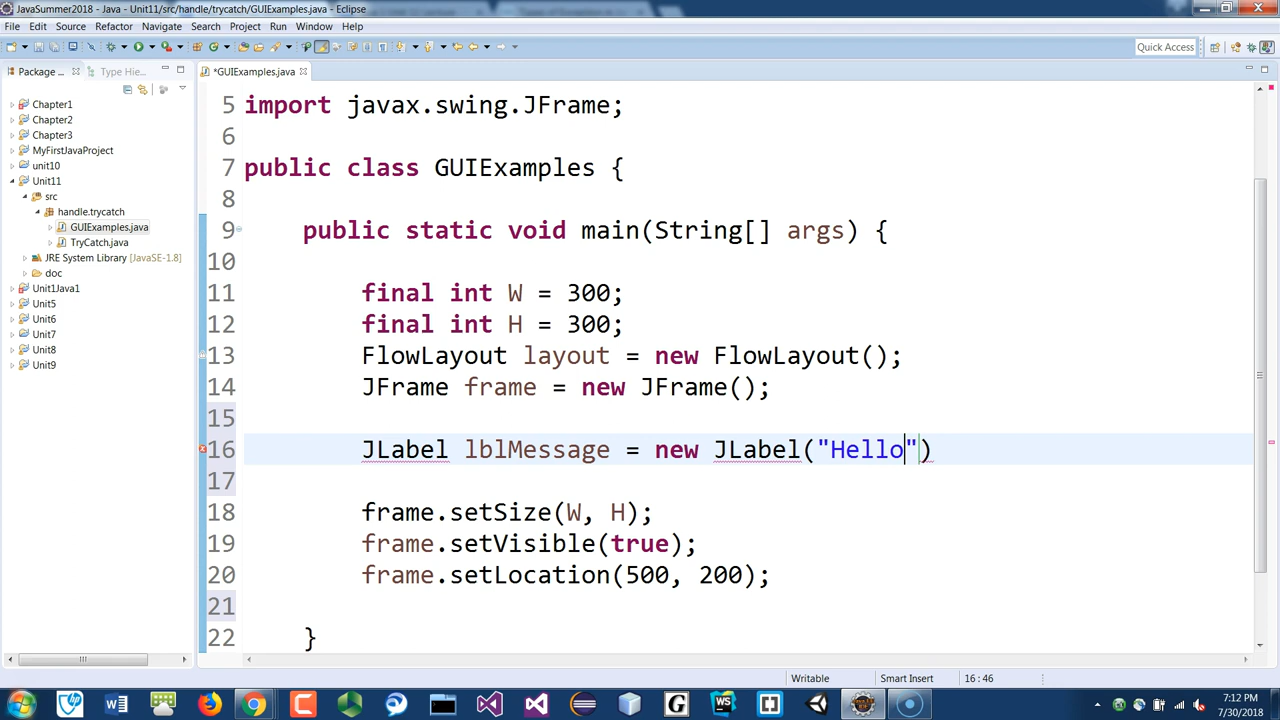 JavaSummer2018 - Java - Unit11/src/handle/trycatch/GUIExamples.java - Eclipse
File Edit Source Refactor Navigate Search Project Run Window Help
Quick Access
Package ...
Type Hie...
*GUIExamples.java
Chapter1
Chapter2
Chapter3
MyFirstJavaProject
unit10
Unit11
src
handle.trycatch
GUIExamples.java
TryCatch.java
JRE System Library [JavaSE-1.8]
doc
Unit1Java1
Unit5
Unit6
Unit7
Unit8
Unit9
5 import javax.swing.JFrame;
6
7 public class GUIExamples {
8
9 public static void main(String[] args) {
10
11 final int W = 300;
12 final int H = 300;
13 FlowLayout layout = new FlowLayout();
14 JFrame frame = new JFrame();
15
16 JLabel lblMessage = new JLabel("Hello")
17
18 frame.setSize(W, H);
19 frame.setVisible(true);
20 frame.setLocation(500, 200);
21
22 }
Writable Smart Insert 16 : 46
7:12 PM
7/30/2018